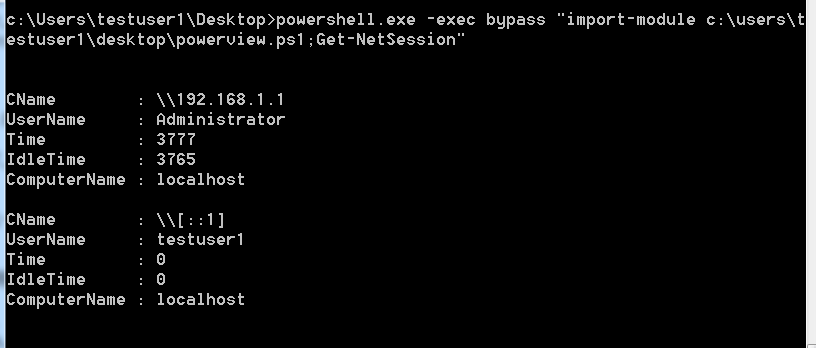 c:\Users\testuser1\Desktop>powershell.exe -exec bypass "import-module c:\users\t
estuser1\desktop\powerview.ps1;Get-NetSession"
CName        : \\192.168.1.1
UserName     : Administrator
Time         : 3777
IdleTime     : 3765
ComputerName : localhost
CName        : \\[::1]
UserName     : testuser1
Time         : 0
IdleTime     : 0
ComputerName : localhost